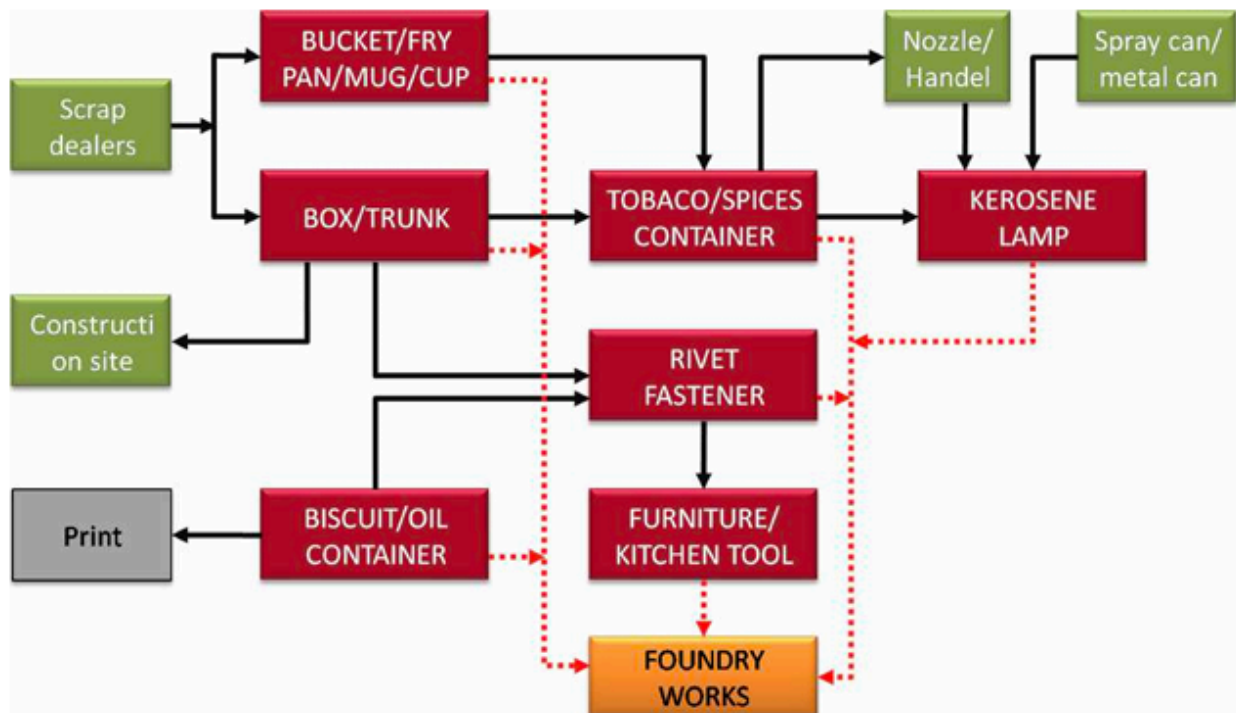 BUCKET/FRY
PAN/MUG/CUP
Nozzle/
Handel
Spray can/
metal can
Scrap
dealers
BOX/TRUNK
TOBACO/SPICES
CONTAINER
KEROSENE
LAMP
Constructi
on site
RIVET
FASTENER
Print
BISCUIT/OIL
CONTAINER
FURNITURE/
KITCHEN TOOL
FOUNDRY
WORKS